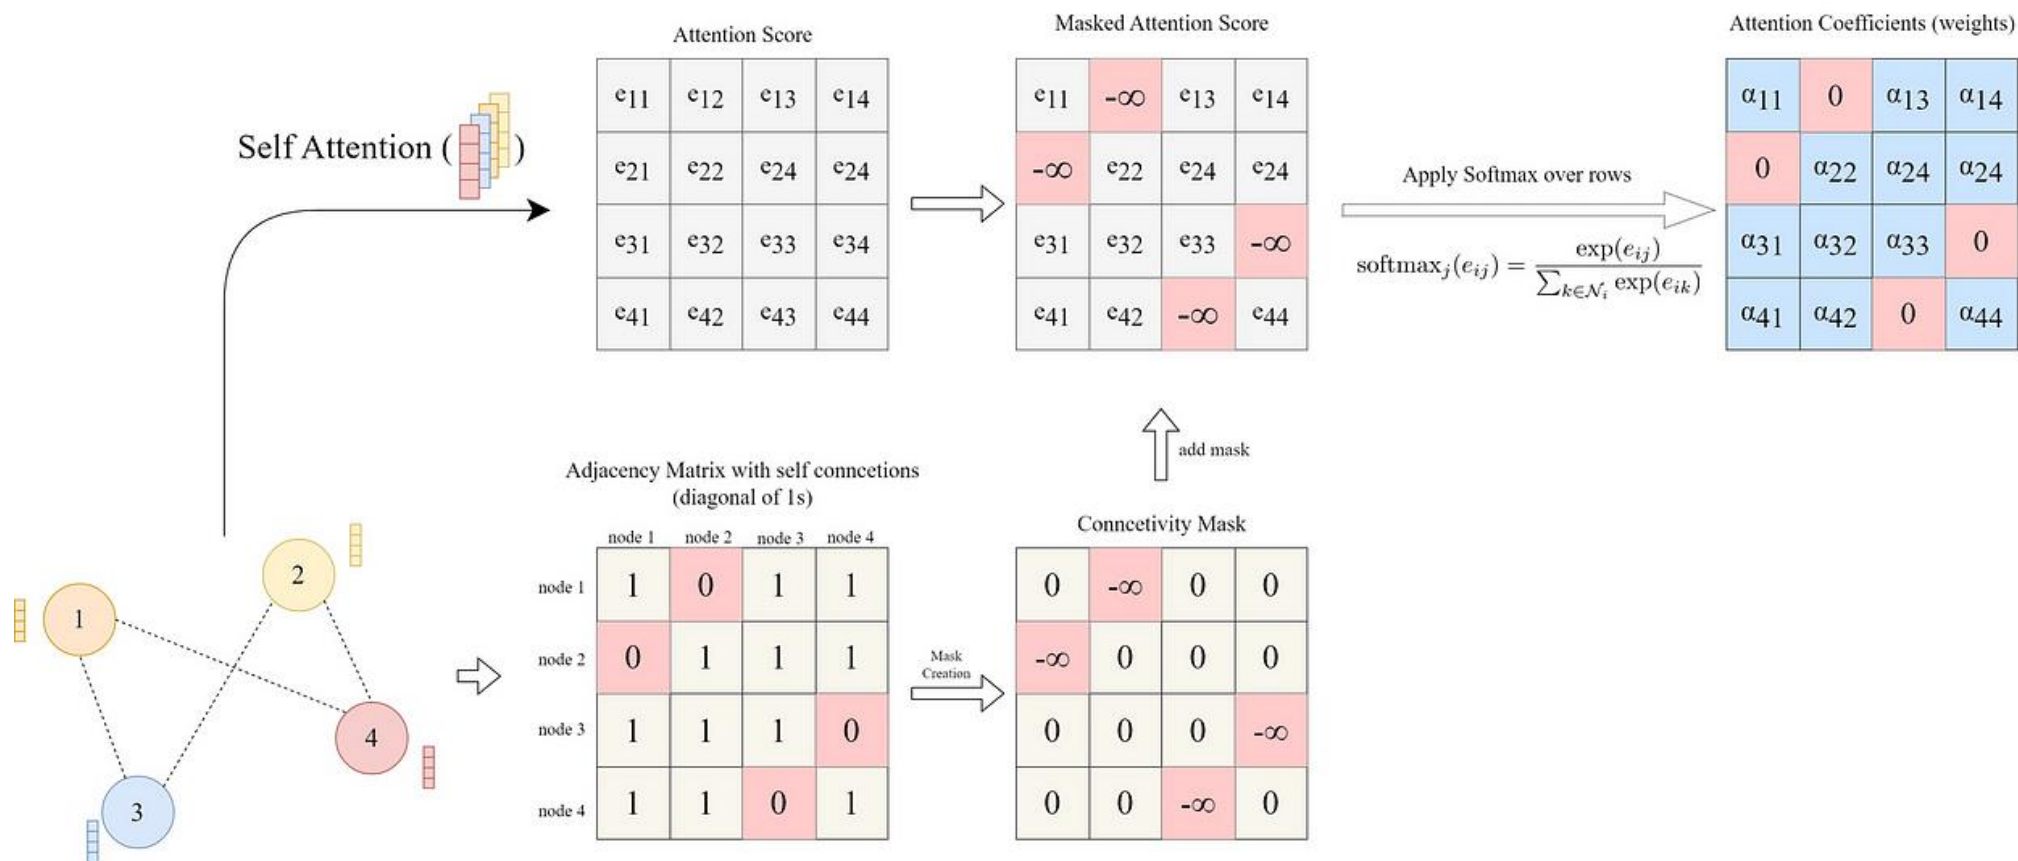 Attention Score
Masked Attention Score
Attention Coefficients (weights)
Self Attention ( )
e11 e12 e13 e14
e21 e22 e24 e24
e31 e32 e33 e34
e41 e42 e43 e44
e11 -∞ e13 e14
-∞ e22 e24 e24
e31 e32 e33 -∞
e41 e42 -∞ e44
Apply Softmax over rows
softmax_j(e_ij) = exp(e_ij) / ∑_{k∈𝒩_i} exp(e_ik)
α11 0 α13 α14
0 α22 α24 α24
α31 α32 α33 0
α41 α42 0 α44
add mask
Adjacency Matrix with self conncetions
(diagonal of 1s)
node 1 node 2 node 3 node 4
node 1 1 0 1 1
node 2 0 1 1 1
node 3 1 1 1 0
node 4 1 1 0 1
Mask
Creation
Conncetivity Mask
0 -∞ 0 0
-∞ 0 0 0
0 0 0 -∞
0 0 -∞ 0
1
2
3
4